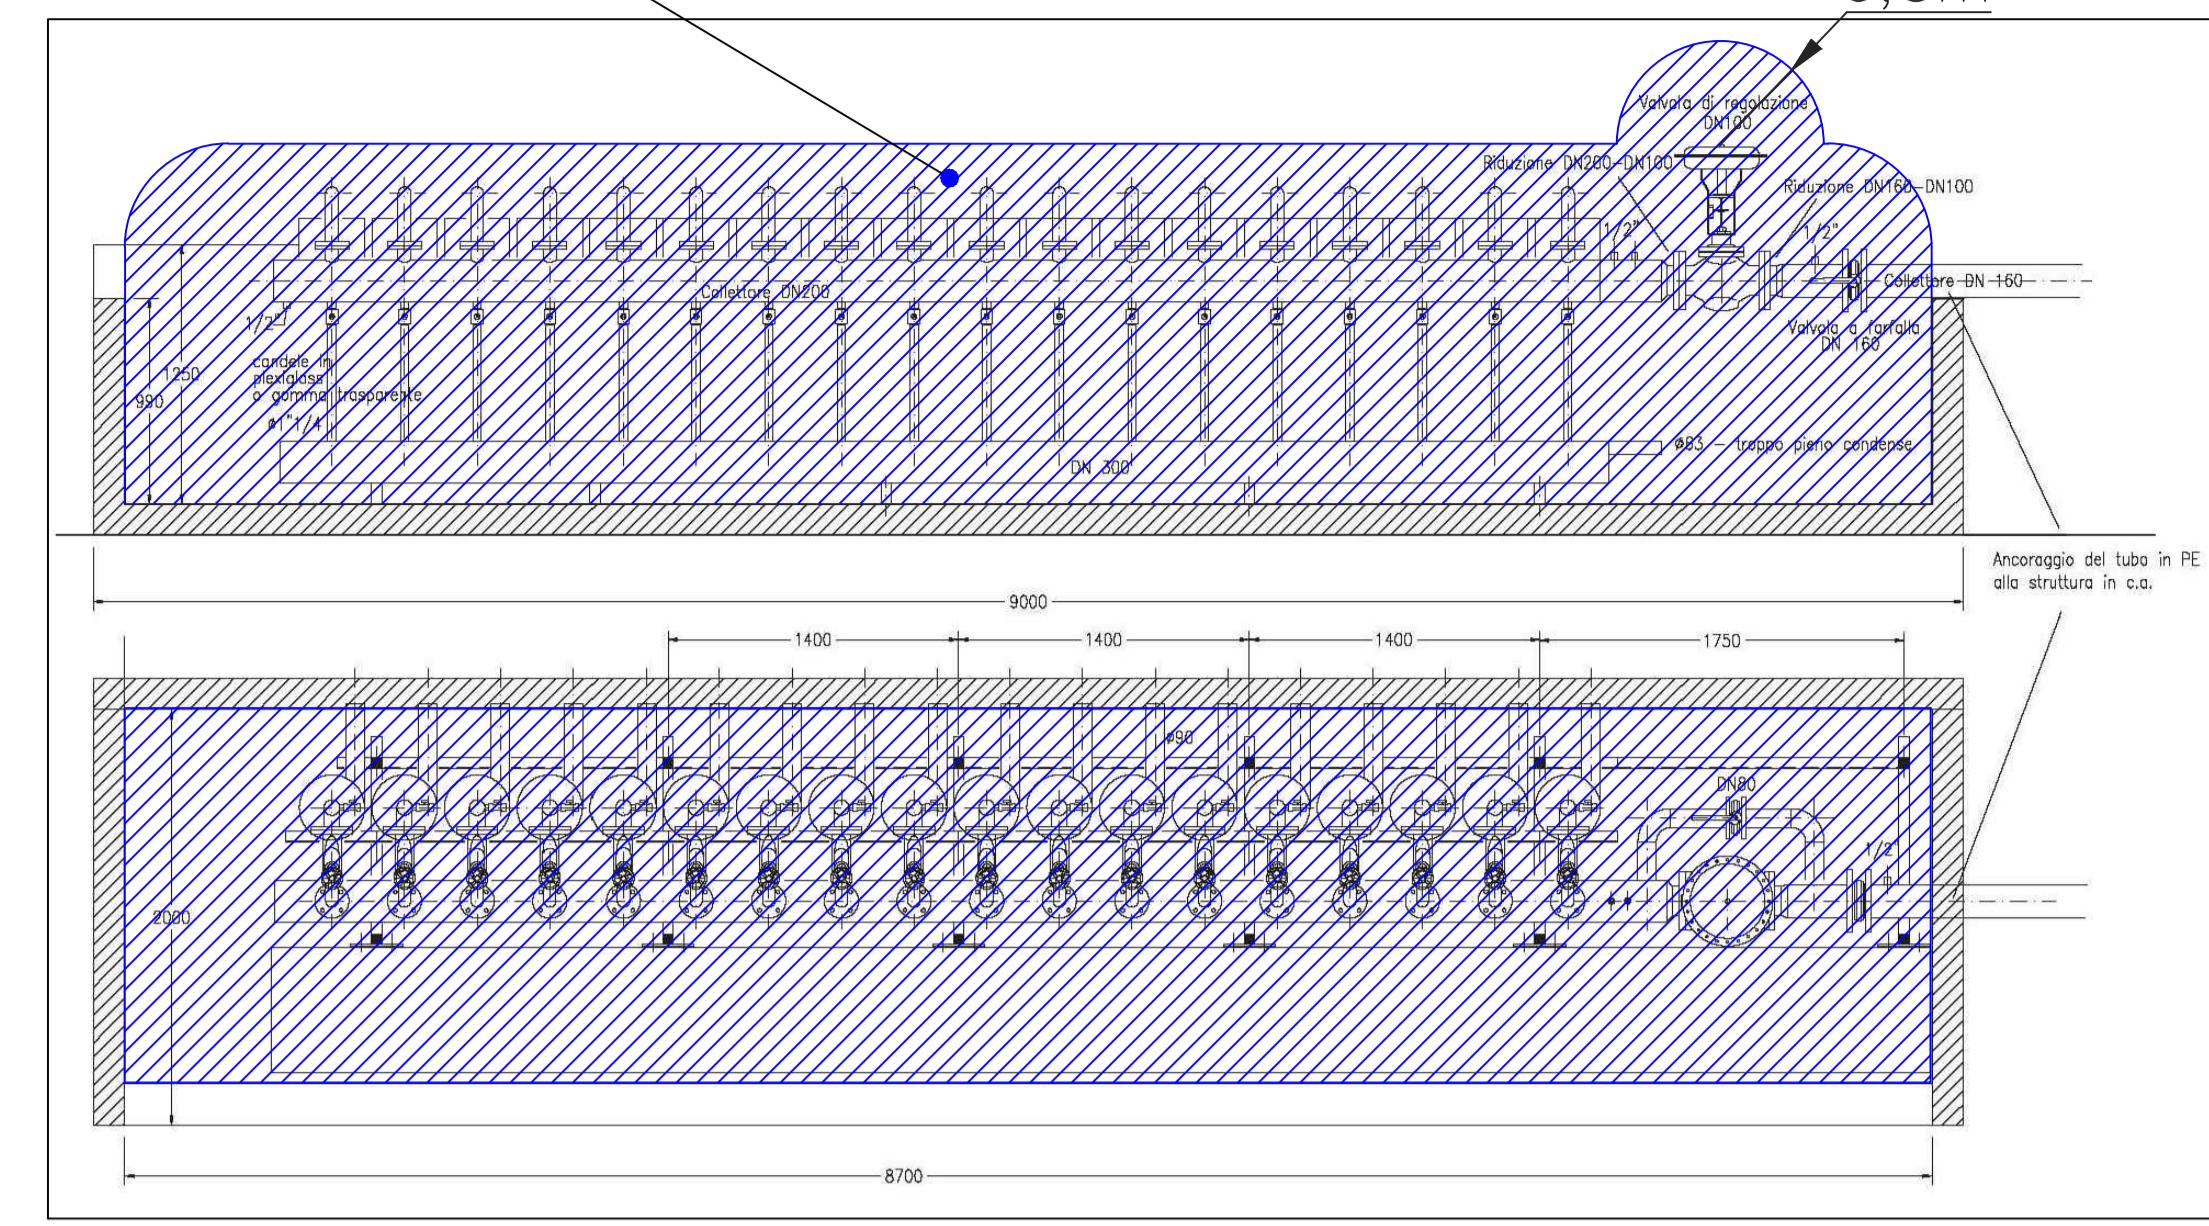 Valvola di regolazione
DN100
Riduzione DN200-DN100
Riduzione DN160-DN100
1/2"
1/2"
Collettore DN200
Collettore DN 160
1/2"
Valvola a farfalla
DN 160
candele in
plexiglass
o gomma trasparente
ø1"1/4
1250
990
ø63 - troppo pieno condense
DN 300
Ancoraggio del tubo in PE
alla struttura in c.a.
9000
1400
1400
1400
1750
ø90
DN80
1/2"
2000
8700